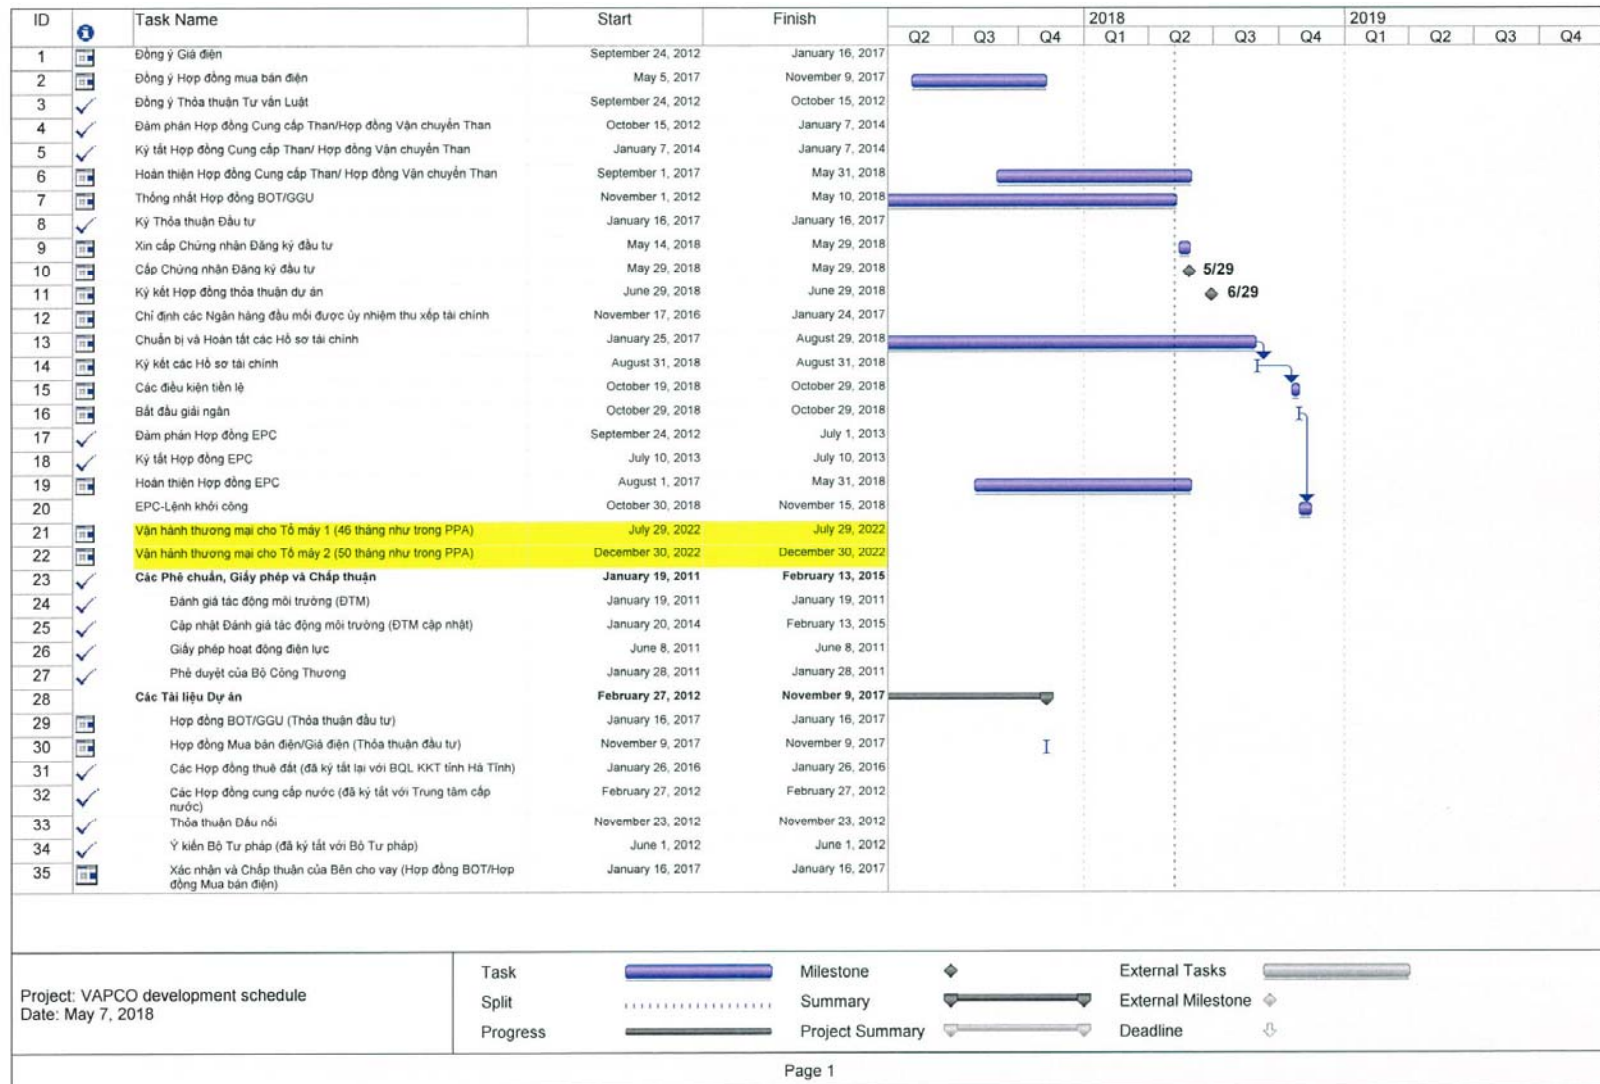 ID Task Name Start Finish 2018 2019
Q2 Q3 Q4 Q1 Q2 Q3 Q4 Q1 Q2 Q3 Q4
1 Đồng ý Giá điện September 24, 2012 January 16, 2017
2 Đồng ý Hợp đồng mua bán điện May 5, 2017 November 9, 2017
3 Đồng ý Thỏa thuận Tư vấn Luật September 24, 2012 October 15, 2012
4 Đàm phán Hợp đồng Cung cấp Than/Hợp đồng Vận chuyển Than October 15, 2012 January 7, 2014
5 Ký tắt Hợp đồng Cung cấp Than/ Hợp đồng Vận chuyển Than January 7, 2014 January 7, 2014
6 Hoàn thiện Hợp đồng Cung cấp Than/ Hợp đồng Vận chuyển Than September 1, 2017 May 31, 2018
7 Thống nhất Hợp đồng BOT/GGU November 1, 2012 May 10, 2018
8 Ký Thỏa thuận Đầu tư January 16, 2017 January 16, 2017
9 Xin cấp Chứng nhận Đăng ký đầu tư May 14, 2018 May 29, 2018
10 Cấp Chứng nhận Đăng ký đầu tư May 29, 2018 May 29, 2018 5/29
11 Ký kết Hợp đồng thỏa thuận dự án June 29, 2018 June 29, 2018 6/29
12 Chỉ định các Ngân hàng đầu mối được ủy nhiệm thu xếp tài chính November 17, 2016 January 24, 2017
13 Chuẩn bị và Hoàn tất các Hồ sơ tài chính January 25, 2017 August 29, 2018
14 Ký kết các Hồ sơ tài chính August 31, 2018 August 31, 2018
15 Các điều kiện tiền lệ October 19, 2018 October 29, 2018
16 Bắt đầu giải ngân October 29, 2018 October 29, 2018
17 Đàm phán Hợp đồng EPC September 24, 2012 July 1, 2013
18 Ký tắt Hợp đồng EPC July 10, 2013 July 10, 2013
19 Hoàn thiện Hợp đồng EPC August 1, 2017 May 31, 2018
20 EPC-Lệnh khởi công October 30, 2018 November 15, 2018
21 Vận hành thương mại cho Tổ máy 1 (46 tháng như trong PPA) July 29, 2022 July 29, 2022
22 Vận hành thương mại cho Tổ máy 2 (50 tháng như trong PPA) December 30, 2022 December 30, 2022
23 Các Phê chuẩn, Giấy phép và Chấp thuận January 19, 2011 February 13, 2015
24 Đánh giá tác động môi trường (ĐTM) January 19, 2011 January 19, 2011
25 Cập nhật Đánh giá tác động môi trường (ĐTM cập nhật) January 20, 2014 February 13, 2015
26 Giấy phép hoạt động điện lực June 8, 2011 June 8, 2011
27 Phê duyệt của Bộ Công Thương January 28, 2011 January 28, 2011
28 Các Tài liệu Dự án February 27, 2012 November 9, 2017
29 Hợp đồng BOT/GGU (Thỏa thuận đầu tư) January 16, 2017 January 16, 2017
30 Hợp đồng Mua bán điện/Giá điện (Thỏa thuận đầu tư) November 9, 2017 November 9, 2017
31 Các Hợp đồng thuê đất (đã ký tắt lại với BQL KKT tỉnh Hà Tĩnh) January 26, 2016 January 26, 2016
32 Các Hợp đồng cung cấp nước (đã ký tắt với Trung tâm cấp February 27, 2012 February 27, 2012
nước)
33 Thỏa thuận Đấu nối November 23, 2012 November 23, 2012
34 Ý kiến Bộ Tư pháp (đã ký tắt với Bộ Tư pháp) June 1, 2012 June 1, 2012
35 Xác nhận và Chấp thuận của Bên cho vay (Hợp đồng BOT/Hợp January 16, 2017 January 16, 2017
đồng Mua bán điện)
Project: VAPCO development schedule
Date: May 7, 2018
Task Milestone External Tasks
Split Summary External Milestone
Progress Project Summary Deadline
Page 1